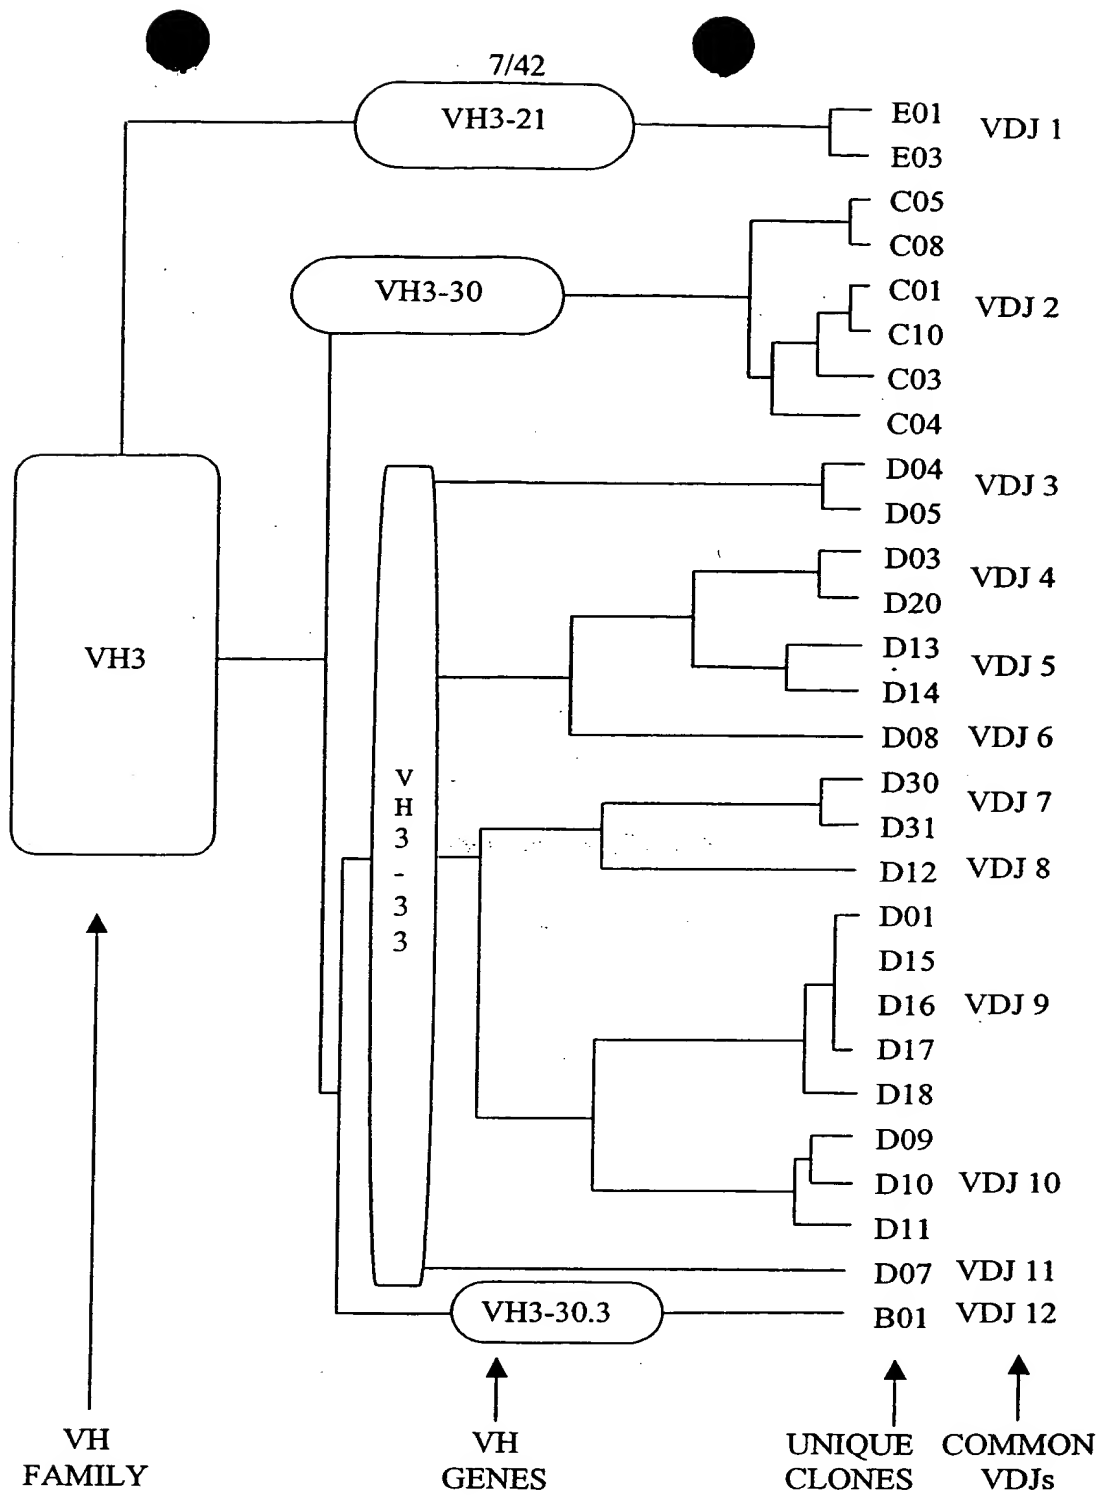 7/42
VH3-21
E01
VDJ 1
E03
C05
C08
VH3-30
C01
VDJ 2
C10
C03
C04
D04
VDJ 3
D05
D03
VDJ 4
D20
VH3
D13
VDJ 5
D14
D08 VDJ 6
V
H
3
-
3
3
D30
VDJ 7
D31
D12 VDJ 8
D01
D15
D16 VDJ 9
D17
D18
D09
D10 VDJ 10
D11
D07 VDJ 11
VH3-30.3
B01 VDJ 12
VH
FAMILY
VH
GENES
UNIQUE
CLONES
COMMON
VDJs